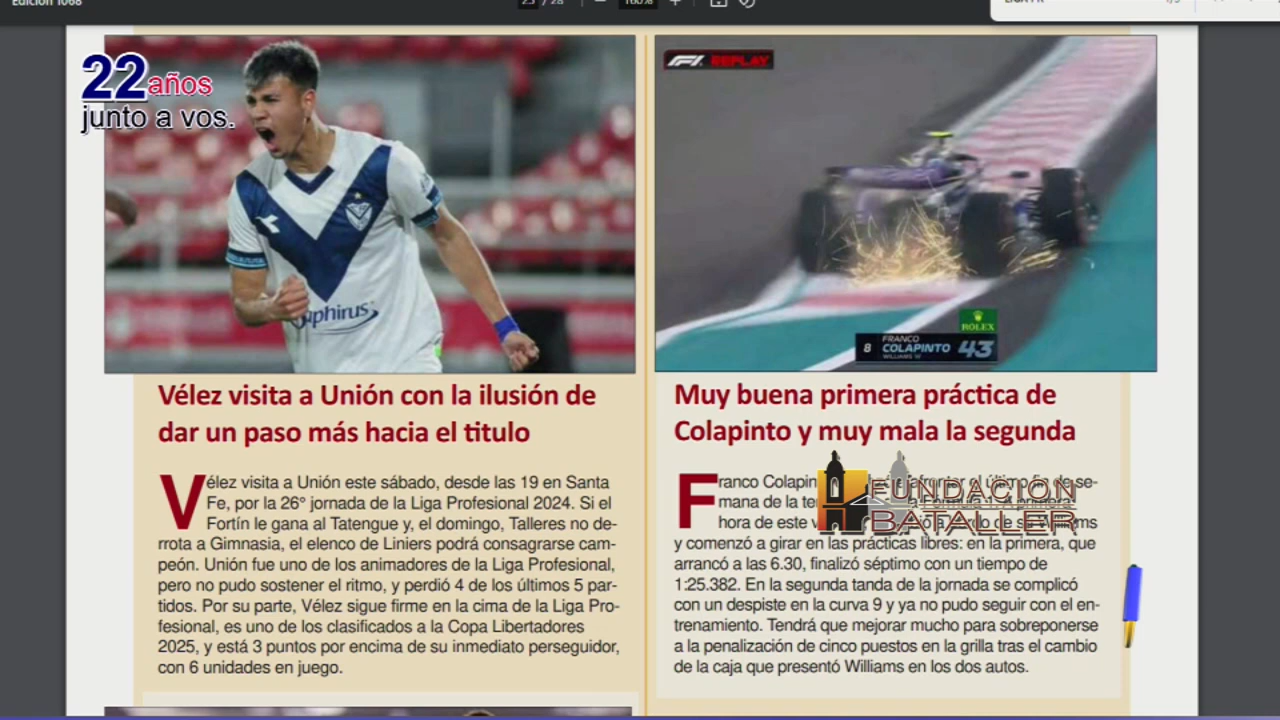 Edición 1068
25 / 28
160%
22 años
junto a vos.
F1 REPLAY
aphirus
ROLEX
8 FRANCO COLAPINTO 43
WILLIAMS
Vélez visita a Unión con la ilusión de
dar un paso más hacia el titulo
Vélez visita a Unión este sábado, desde las 19 en Santa
Fe, por la 26° jornada de la Liga Profesional 2024. Si el
Fortín le gana al Tatengue y, el domingo, Talleres no de-
rrota a Gimnasia, el elenco de Liniers podrá consagrarse cam-
peón. Unión fue uno de los animadores de la Liga Profesional,
pero no pudo sostener el ritmo, y perdió 4 de los últimos 5 par-
tidos. Por su parte, Vélez sigue firme en la cima de la Liga Pro-
fesional, es uno de los clasificados a la Copa Libertadores
2025, y está 3 puntos por encima de su inmediato perseguidor,
con 6 unidades en juego.
Muy buena primera práctica de
Colapinto y muy mala la segunda
Franco Colapin
mana de la
hora de este
y comenzó a girar en las prácticas libres: en la primera, que
arrancó a las 6.30, finalizó séptimo con un tiempo de
1:25.382. En la segunda tanda de la jornada se complicó
con un despiste en la curva 9 y ya no pudo seguir con el en-
trenamiento. Tendrá que mejorar mucho para sobreponerse
a la penalización de cinco puestos en la grilla tras el cambio
de la caja que presentó Williams en los dos autos.
FUNDACION
BATALLER